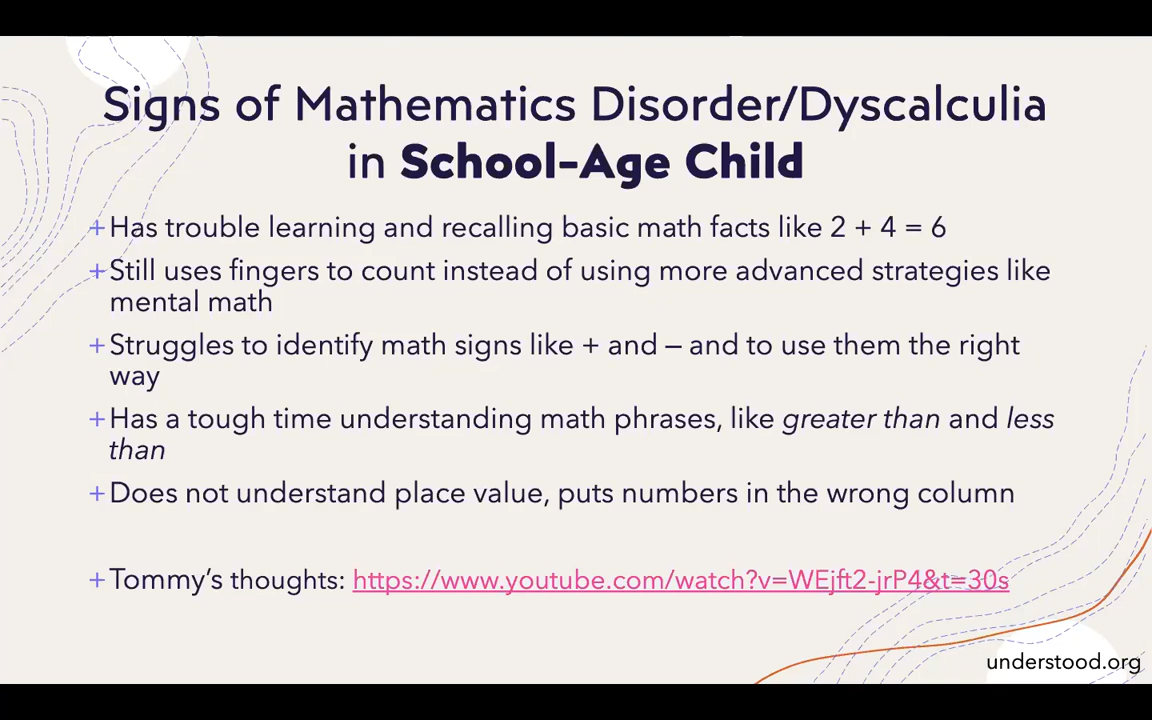 Signs of Mathematics Disorder/Dyscalculia
in School-Age Child
+Has trouble learning and recalling basic math facts like 2 + 4 = 6
+Still uses fingers to count instead of using more advanced strategies like
mental math
+Struggles to identify math signs like + and – and to use them the right
way
+Has a tough time understanding math phrases, like greater than and less
than
+Does not understand place value, puts numbers in the wrong column
+Tommy's thoughts: https://www.youtube.com/watch?v=WEjft2-jrP4&t=30s
understood.org